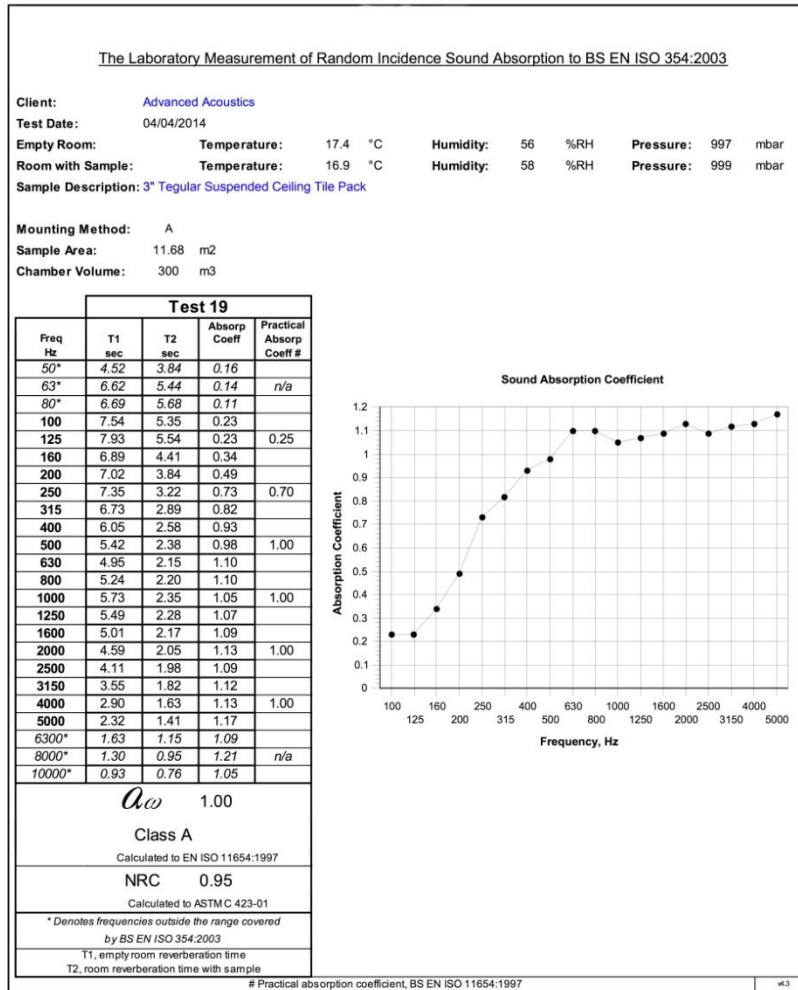 The Laboratory Measurement of Random Incidence Sound Absorption to BS EN ISO 354:2003
Client: Advanced Acoustics
Test Date: 04/04/2014
Empty Room: Temperature: 17.4 °C Humidity: 56 %RH Pressure: 997 mbar
Room with Sample: Temperature: 16.9 °C Humidity: 58 %RH Pressure: 999 mbar
Sample Description: 3" Tegular Suspended Ceiling Tile Pack
Mounting Method: A
Sample Area: 11.68 m2
Chamber Volume: 300 m3
Test 19
Freq Hz T1 sec T2 sec Absorp Coeff Practical Absorp Coeff #
50* 4.52 3.84 0.16
63* 6.62 5.44 0.14 n/a
80* 6.69 5.68 0.11
100 7.54 5.35 0.23
125 7.93 5.54 0.23 0.25
160 6.89 4.41 0.34
200 7.02 3.84 0.49
250 7.35 3.22 0.73 0.70
315 6.73 2.89 0.82
400 6.05 2.58 0.93
500 5.42 2.38 0.98 1.00
630 4.95 2.15 1.10
800 5.24 2.20 1.10
1000 5.73 2.35 1.05 1.00
1250 5.49 2.28 1.07
1600 5.01 2.17 1.09
2000 4.59 2.05 1.13 1.00
2500 4.11 1.98 1.09
3150 3.55 1.82 1.12
4000 2.90 1.63 1.13 1.00
5000 2.32 1.41 1.17
6300* 1.63 1.15 1.09
8000* 1.30 0.95 1.21 n/a
10000* 0.93 0.76 1.05
aω 1.00
Class A
Calculated to EN ISO 11654:1997
NRC 0.95
Calculated to ASTM C 423-01
* Denotes frequencies outside the range covered
by BS EN ISO 354:2003
T1, empty room reverberation time
T2, room reverberation time with sample
Sound Absorption Coefficient
Absorption Coefficient
1.2
1.1
1
0.9
0.8
0.7
0.6
0.5
0.4
0.3
0.2
0.1
0
100 160 250 400 630 1000 1600 2500 4000
125 200 315 500 800 1250 2000 3150 5000
Frequency, Hz
# Practical absorption coefficient, BS EN ISO 11654:1997
v4.3